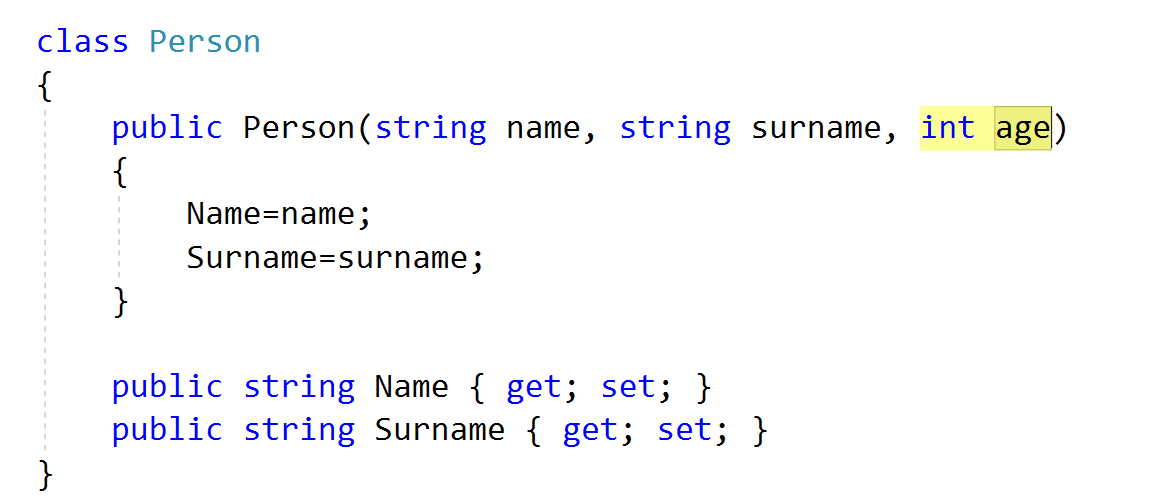 class Person
{
    public Person(string name, string surname, int age)
    {
        Name=name;
        Surname=surname;
    }

    public string Name { get; set; }
    public string Surname { get; set; }
}